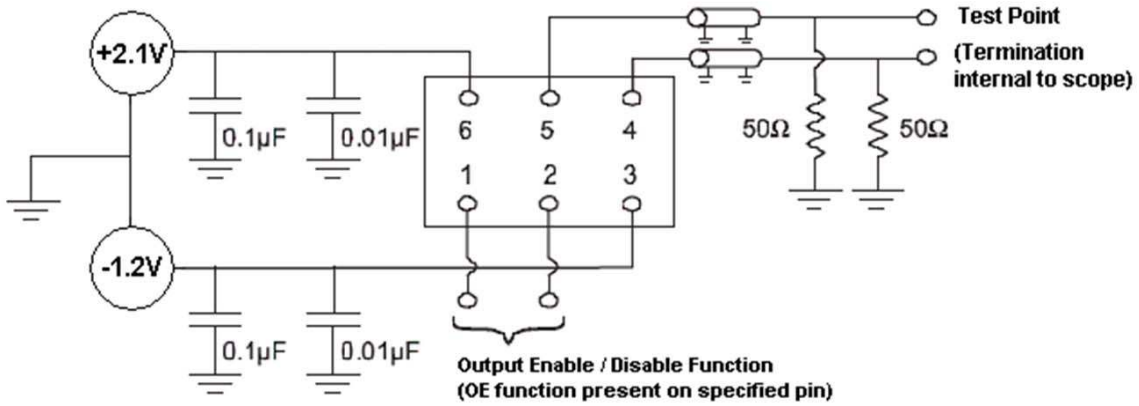 Test Point
+2.1V
(Termination
internal to scope)
0.1µF
0.01µF
6 5 4
50Ω
50Ω
1 2 3
-1.2V
0.1µF
0.01µF
Output Enable / Disable Function
(OE function present on specified pin)